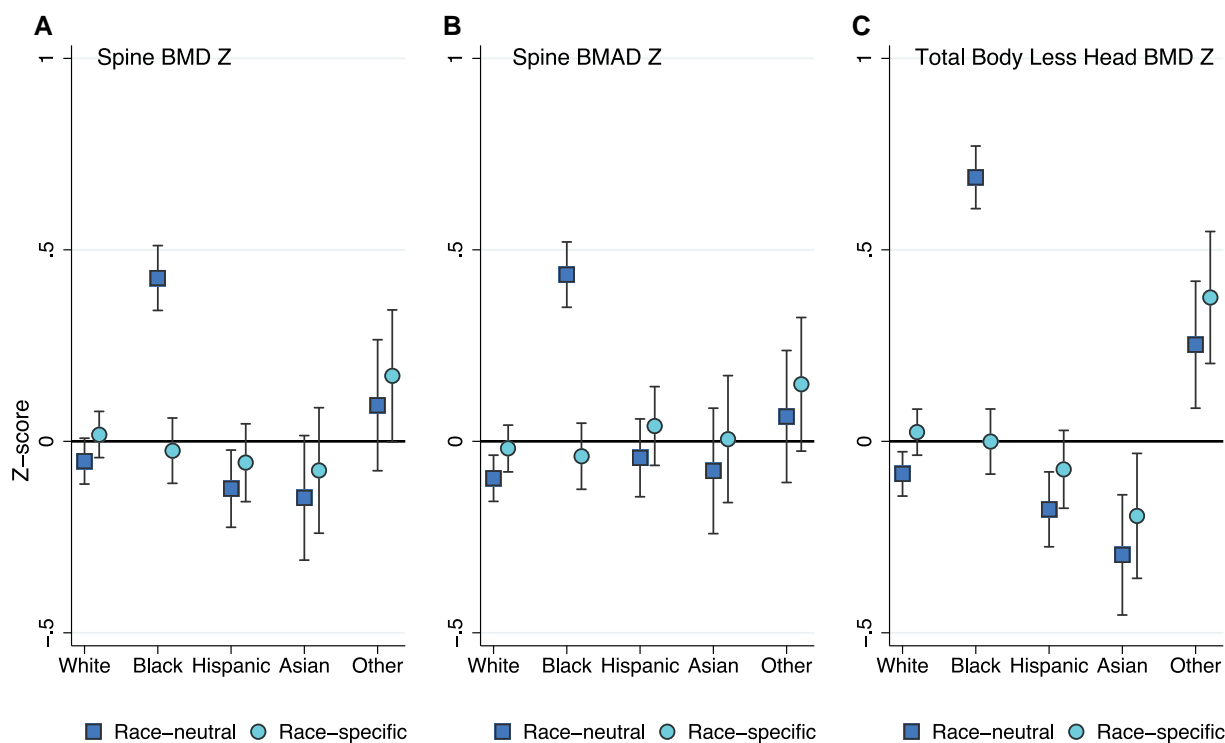 A
Spine BMD Z
B
Spine BMAD Z
C
Total Body Less Head BMD Z
1
.5
0
-.5
Z-score
White Black Hispanic Asian Other
Race-neutral Race-specific
1
.5
0
-.5
White Black Hispanic Asian Other
Race-neutral Race-specific
1
.5
0
-.5
White Black Hispanic Asian Other
Race-neutral Race-specific